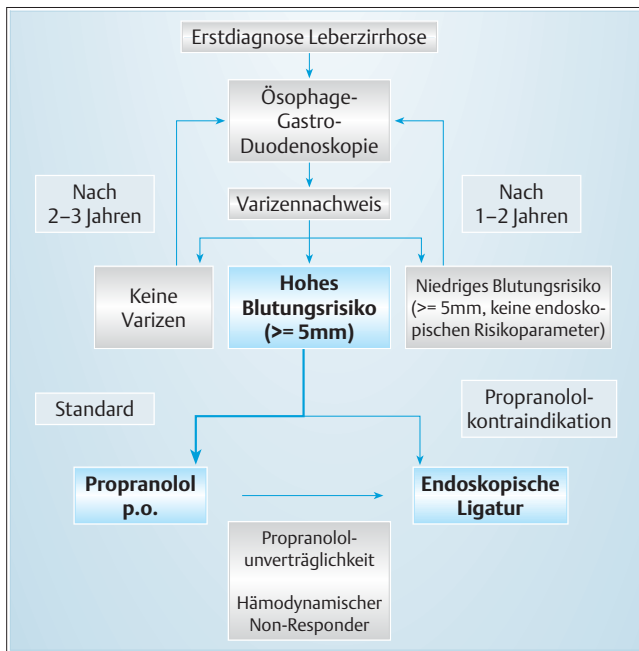 Erstdiagnose Leberzirrhose
Ösophage-
Gastro-
Duodenoskopie
Nach
2–3 Jahren
Nach
1–2 Jahren
Varizennachweis
Keine
Varizen
Hohes
Blutungsrisiko
(>= 5mm)
Niedriges Blutungsrisiko
(>= 5mm, keine endosko-
pischen Risikoparameter)
Standard
Propranolol-
kontraindikation
Propranolol
p.o.
Endoskopische
Ligatur
Propranolol-
unverträglichkeit
Hämodynamischer
Non-Responder